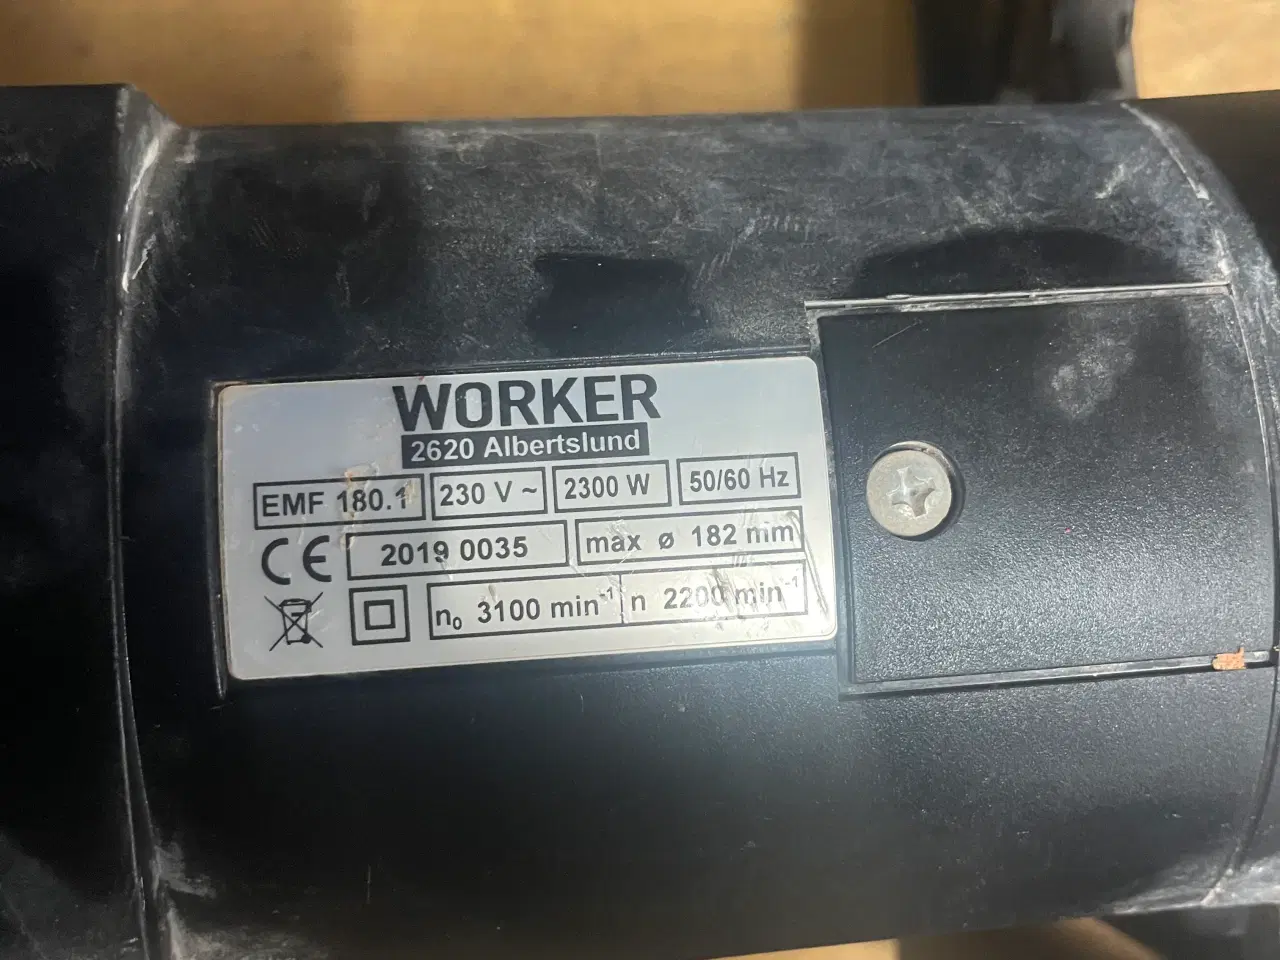 WORKER
2620 Albertslund
EMF 180.1 230 V ~ 2300 W 50/60 Hz
CE 2019 0035 max ø 182 mm
n₀ 3100 min⁻¹ n 2200 min⁻¹